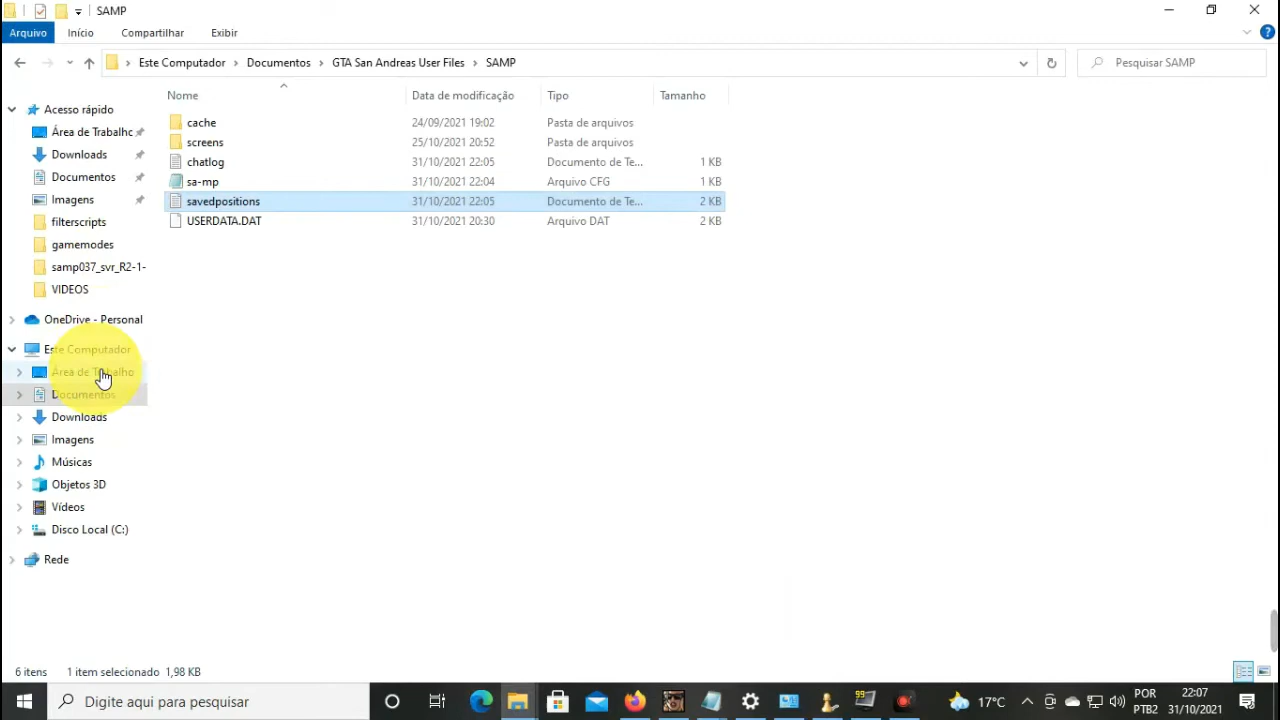 SAMP
Arquivo Início Compartilhar Exibir
Este Computador Documentos GTA San Andreas User Files SAMP
Pesquisar SAMP
Nome Data de modificação Tipo Tamanho
cache 24/09/2021 19:02 Pasta de arquivos
screens 25/10/2021 20:52 Pasta de arquivos
chatlog 31/10/2021 22:05 Documento de Te... 1 KB
sa-mp 31/10/2021 22:04 Arquivo CFG 1 KB
savedpositions 31/10/2021 22:05 Documento de Te... 2 KB
USERDATA.DAT 31/10/2021 20:30 Arquivo DAT 2 KB
Acesso rápido
Área de Trabalho
Downloads
Documentos
Imagens
filterscripts
gamemodes
samp037_svr_R2-1-
VIDEOS
OneDrive - Personal
Este Computador
Área de Trabalho
Documentos
Downloads
Imagens
Músicas
Objetos 3D
Vídeos
Disco Local (C:)
Rede
6 itens 1 item selecionado 1,98 KB
Digite aqui para pesquisar
99
17°C
POR
PTB2
22:07
31/10/2021